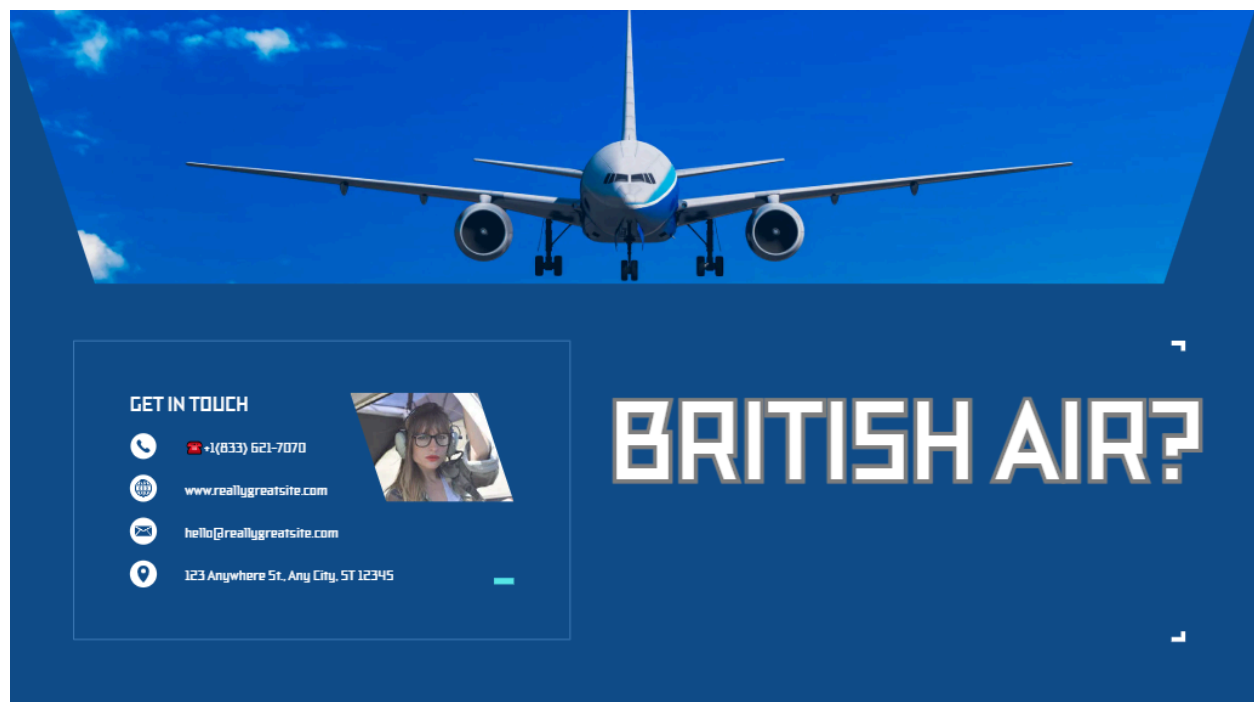 GET IN TOUCH
☎️+1(833) 621-7070
www.reallygreatsite.com
hello@reallygreatsite.com
123 Anywhere St., Any City, ST 12345
BRITISH AIR?